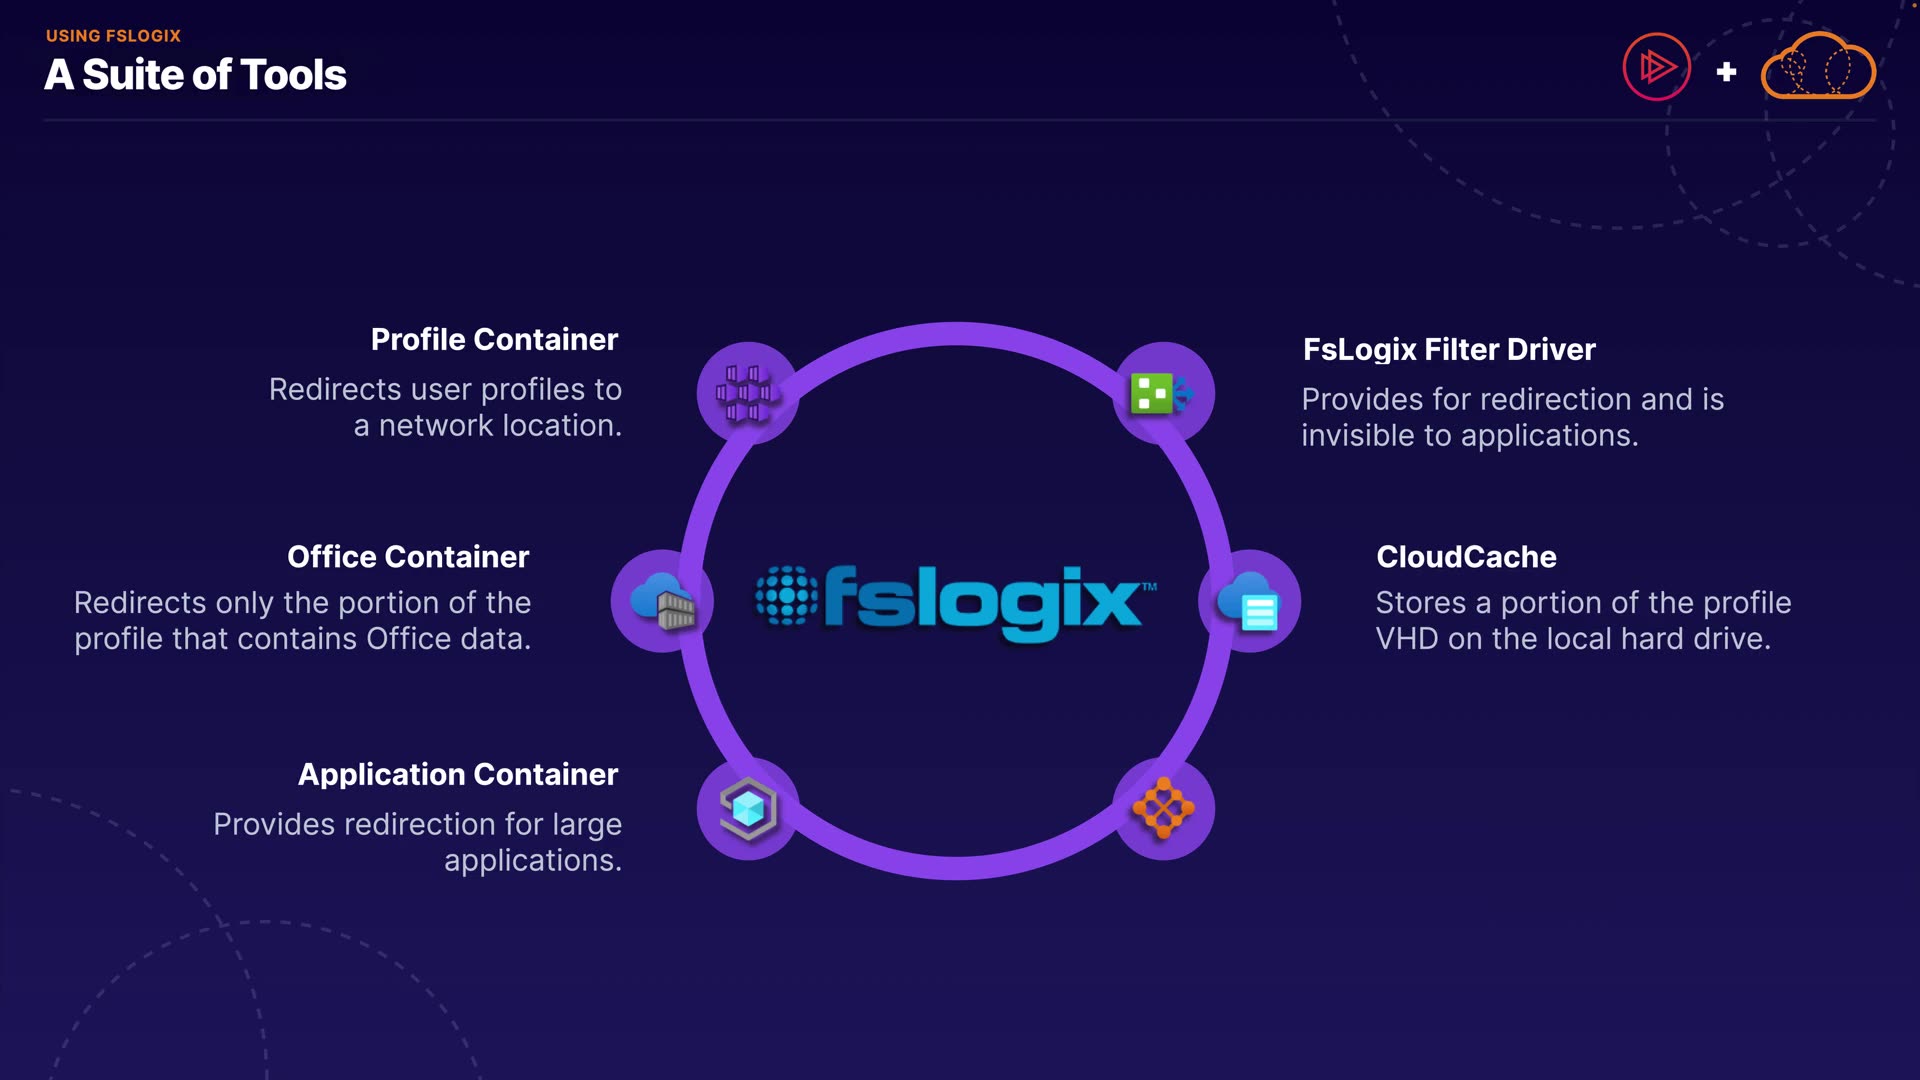 USING FSLOGIX
A Suite of Tools
Profile Container
Redirects user profiles to
a network location.
Office Container
Redirects only the portion of the
profile that contains Office data.
Application Container
Provides redirection for large
applications.
fslogix™
FsLogix Filter Driver
Provides for redirection and is
invisible to applications.
CloudCache
Stores a portion of the profile
VHD on the local hard drive.